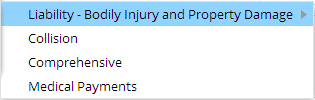 Liability - Bodily Injury and Property Damage
Collision
Comprehensive
Medical Payments